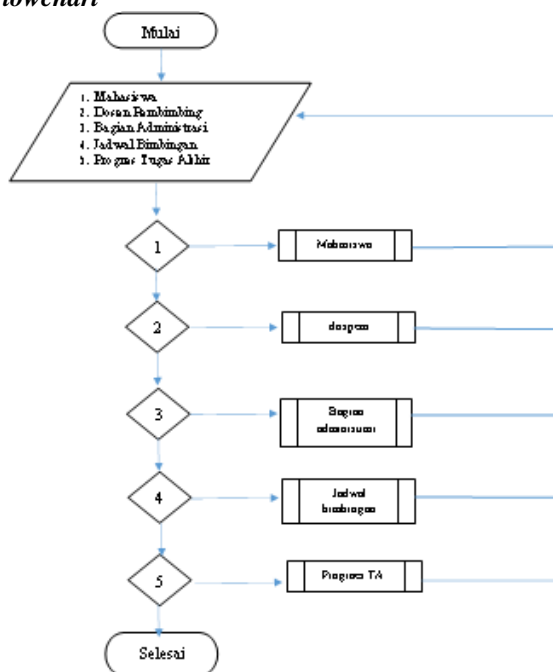 lowchart
Mulai
1. Mahasiswa
2. Dosen Pembimbing
3. Bagian Administrasi
4. Jadwal Bimbingan
5. Progres Tugas Akhir
1
Mahasiswa
2
dospem
3
Bagian
administrasi
4
Jadwal
bimbingan
5
Progress TA
Selesai